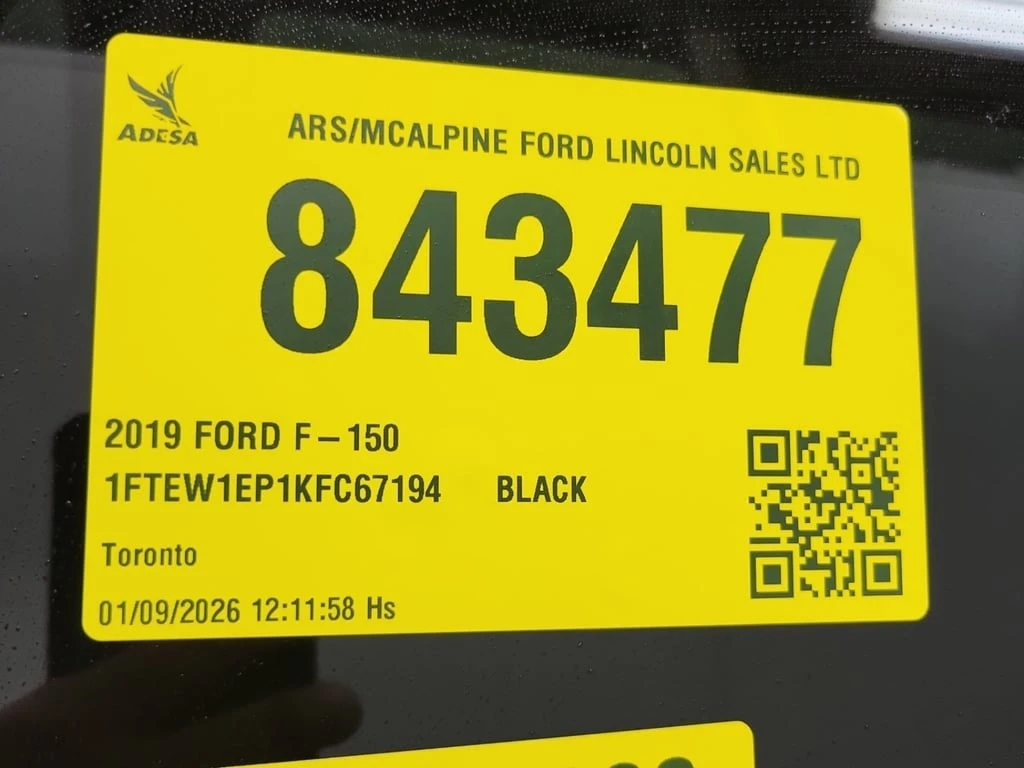 ADESA
ARS/MCALPINE FORD LINCOLN SALES LTD
843477
2019 FORD F-150
1FTEW1EP1KFC67194 BLACK
Toronto
01/09/2026 12:11:58 Hs